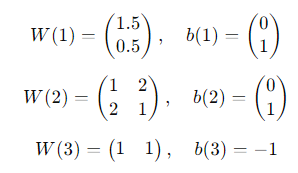 W(1) = (1.5 0.5), b(1) = (0 1)
W(2) = (1 2 2 1), b(2) = (0 1)
W(3) = (1 1), b(3) = −1